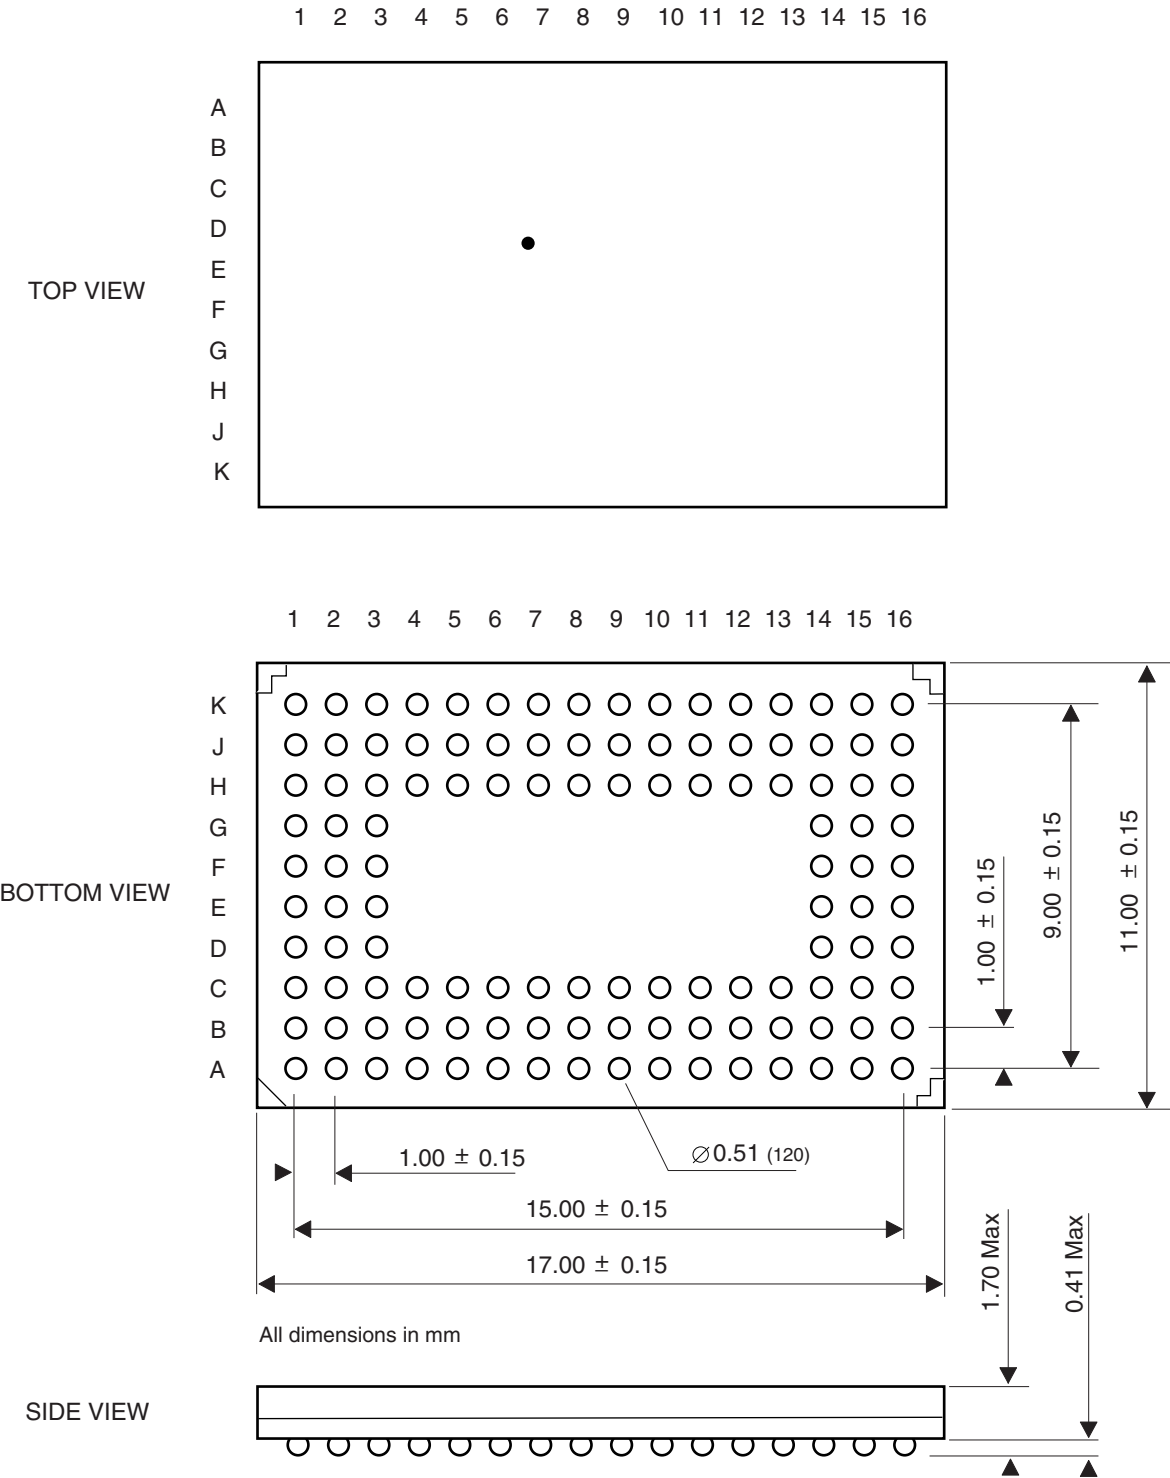 1 2 3 4 5 6 7 8 9 10 11 12 13 14 15 16
A
B
C
D
E
TOP VIEW
F
G
H
J
K
1 2 3 4 5 6 7 8 9 10 11 12 13 14 15 16
K
J
H
G
F
BOTTOM VIEW
E
D
C
B
A
1.00 ± 0.15
9.00 ± 0.15
11.00 ± 0.15
1.00 ± 0.15
∅0.51 (120)
15.00 ± 0.15
17.00 ± 0.15
1.70 Max
0.41 Max
All dimensions in mm
SIDE VIEW